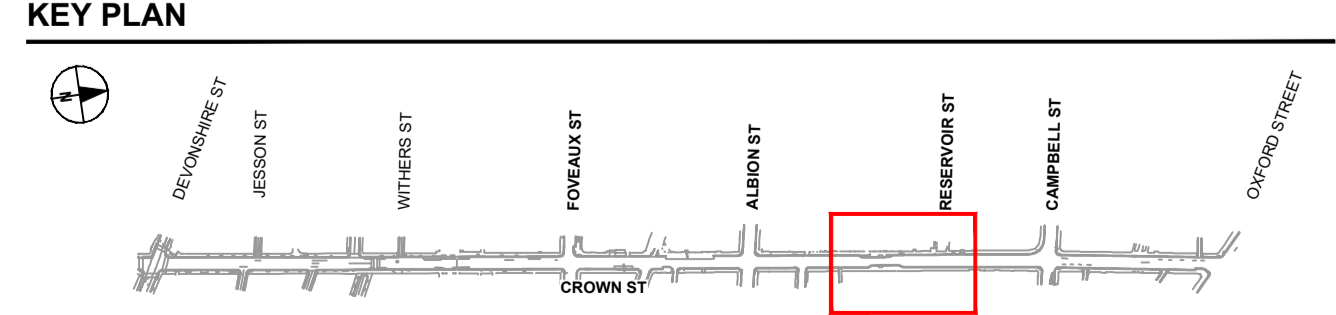 KEY PLAN
N
DEVONSHIRE ST
JESSON ST
WITHERS ST
FOVEAUX ST
ALBION ST
RESERVOIR ST
CAMPBELL ST
OXFORD STREET
CROWN ST